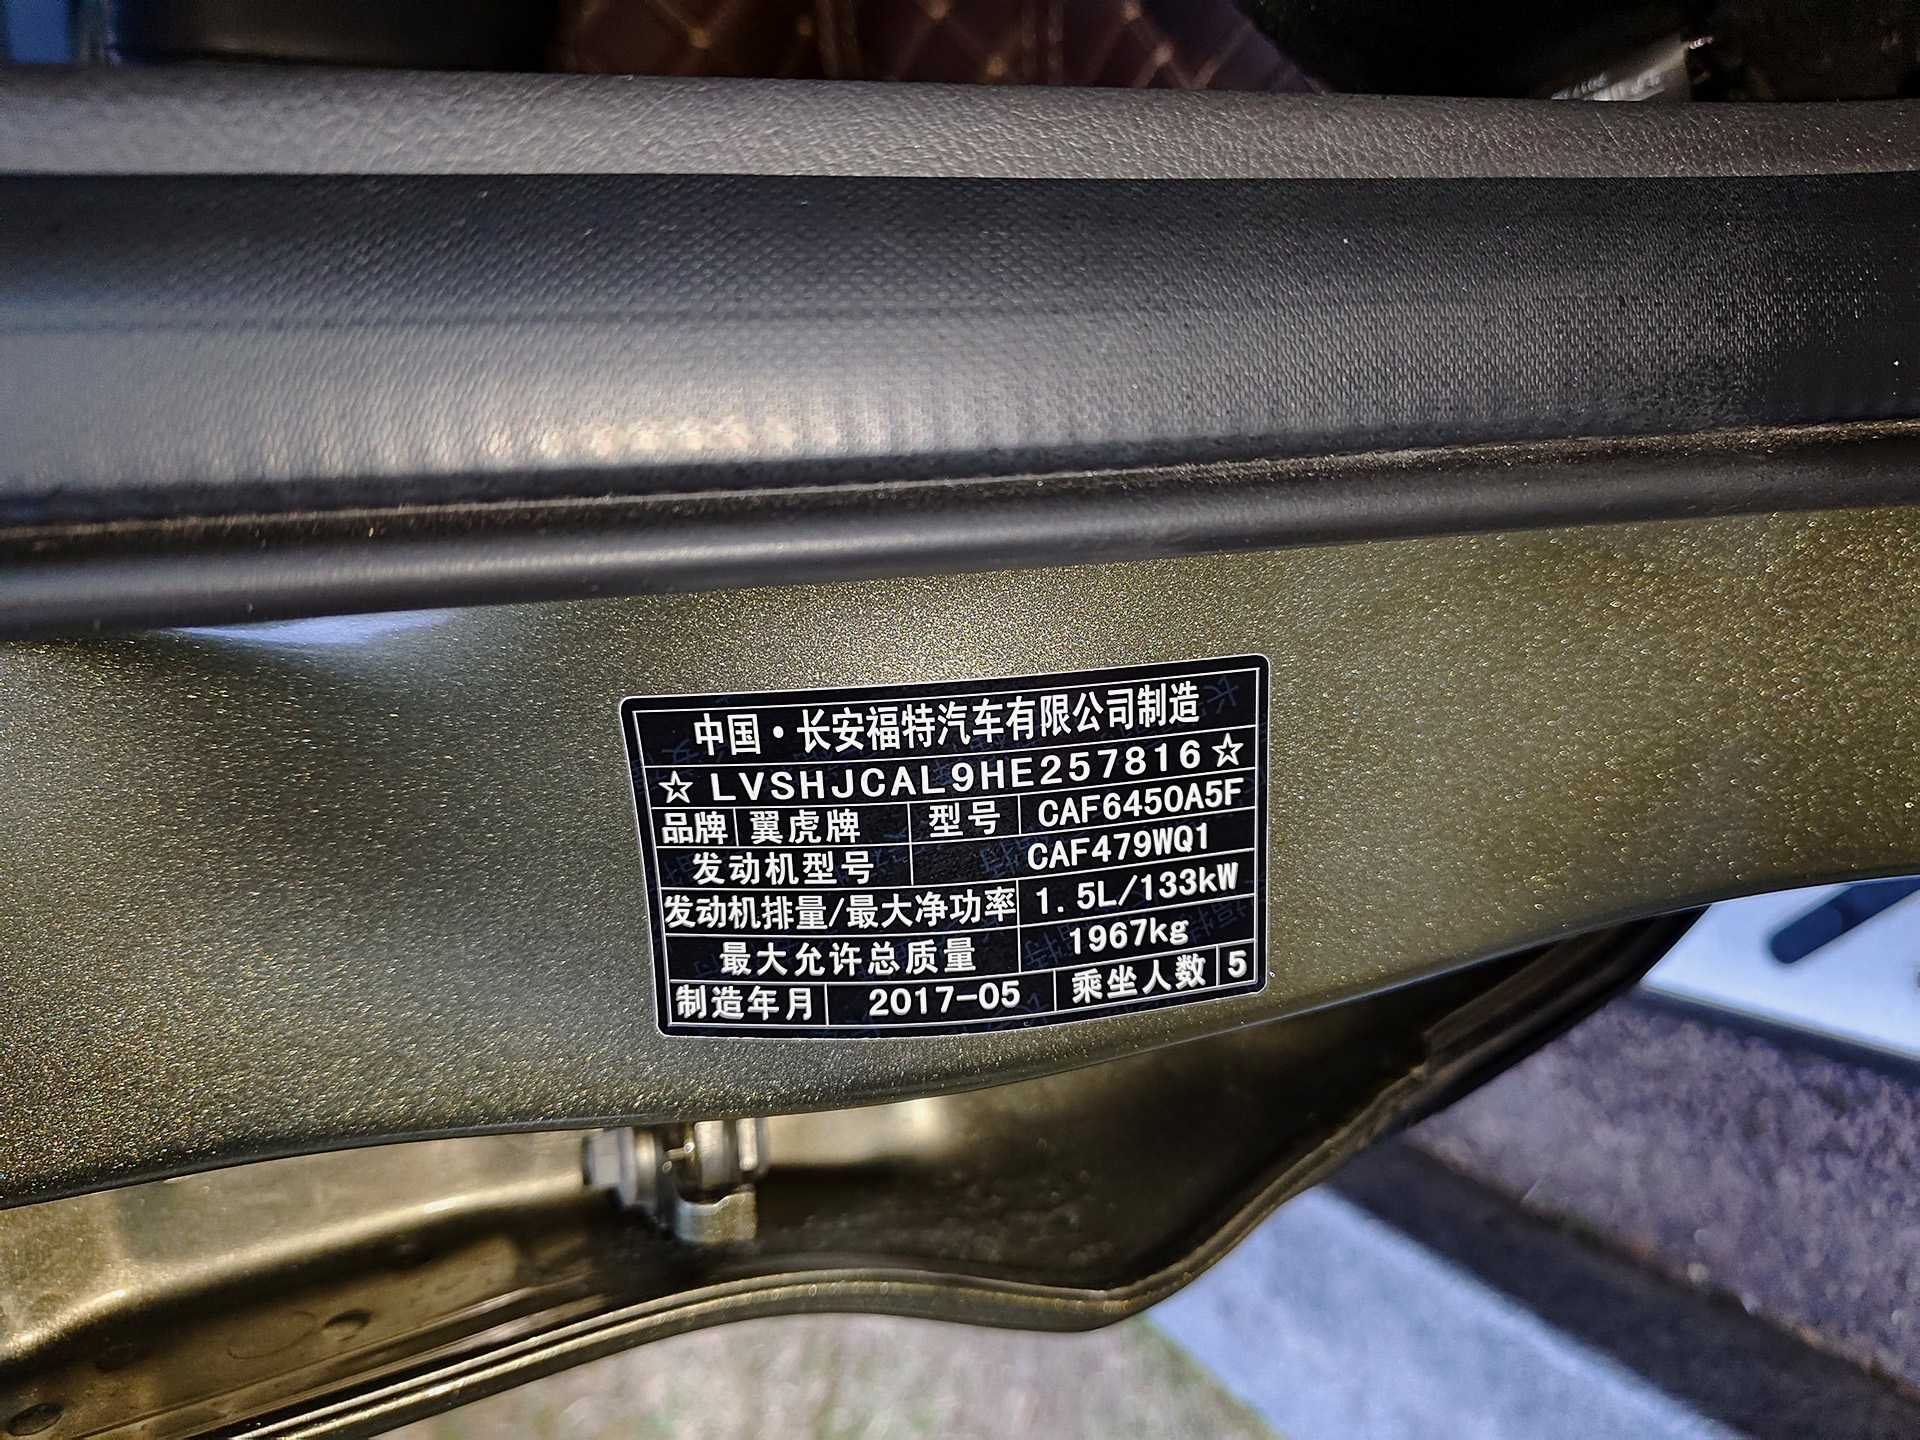 中国·长安福特汽车有限公司制造
☆LVSHJCAL9HE257816☆
品牌 翼虎牌 型号 CAF6450A5F
发动机型号 CAF479WQ1
发动机排量/最大净功率 1.5L/133kW
最大允许总质量 1967kg
制造年月 2017-05 乘坐人数 5